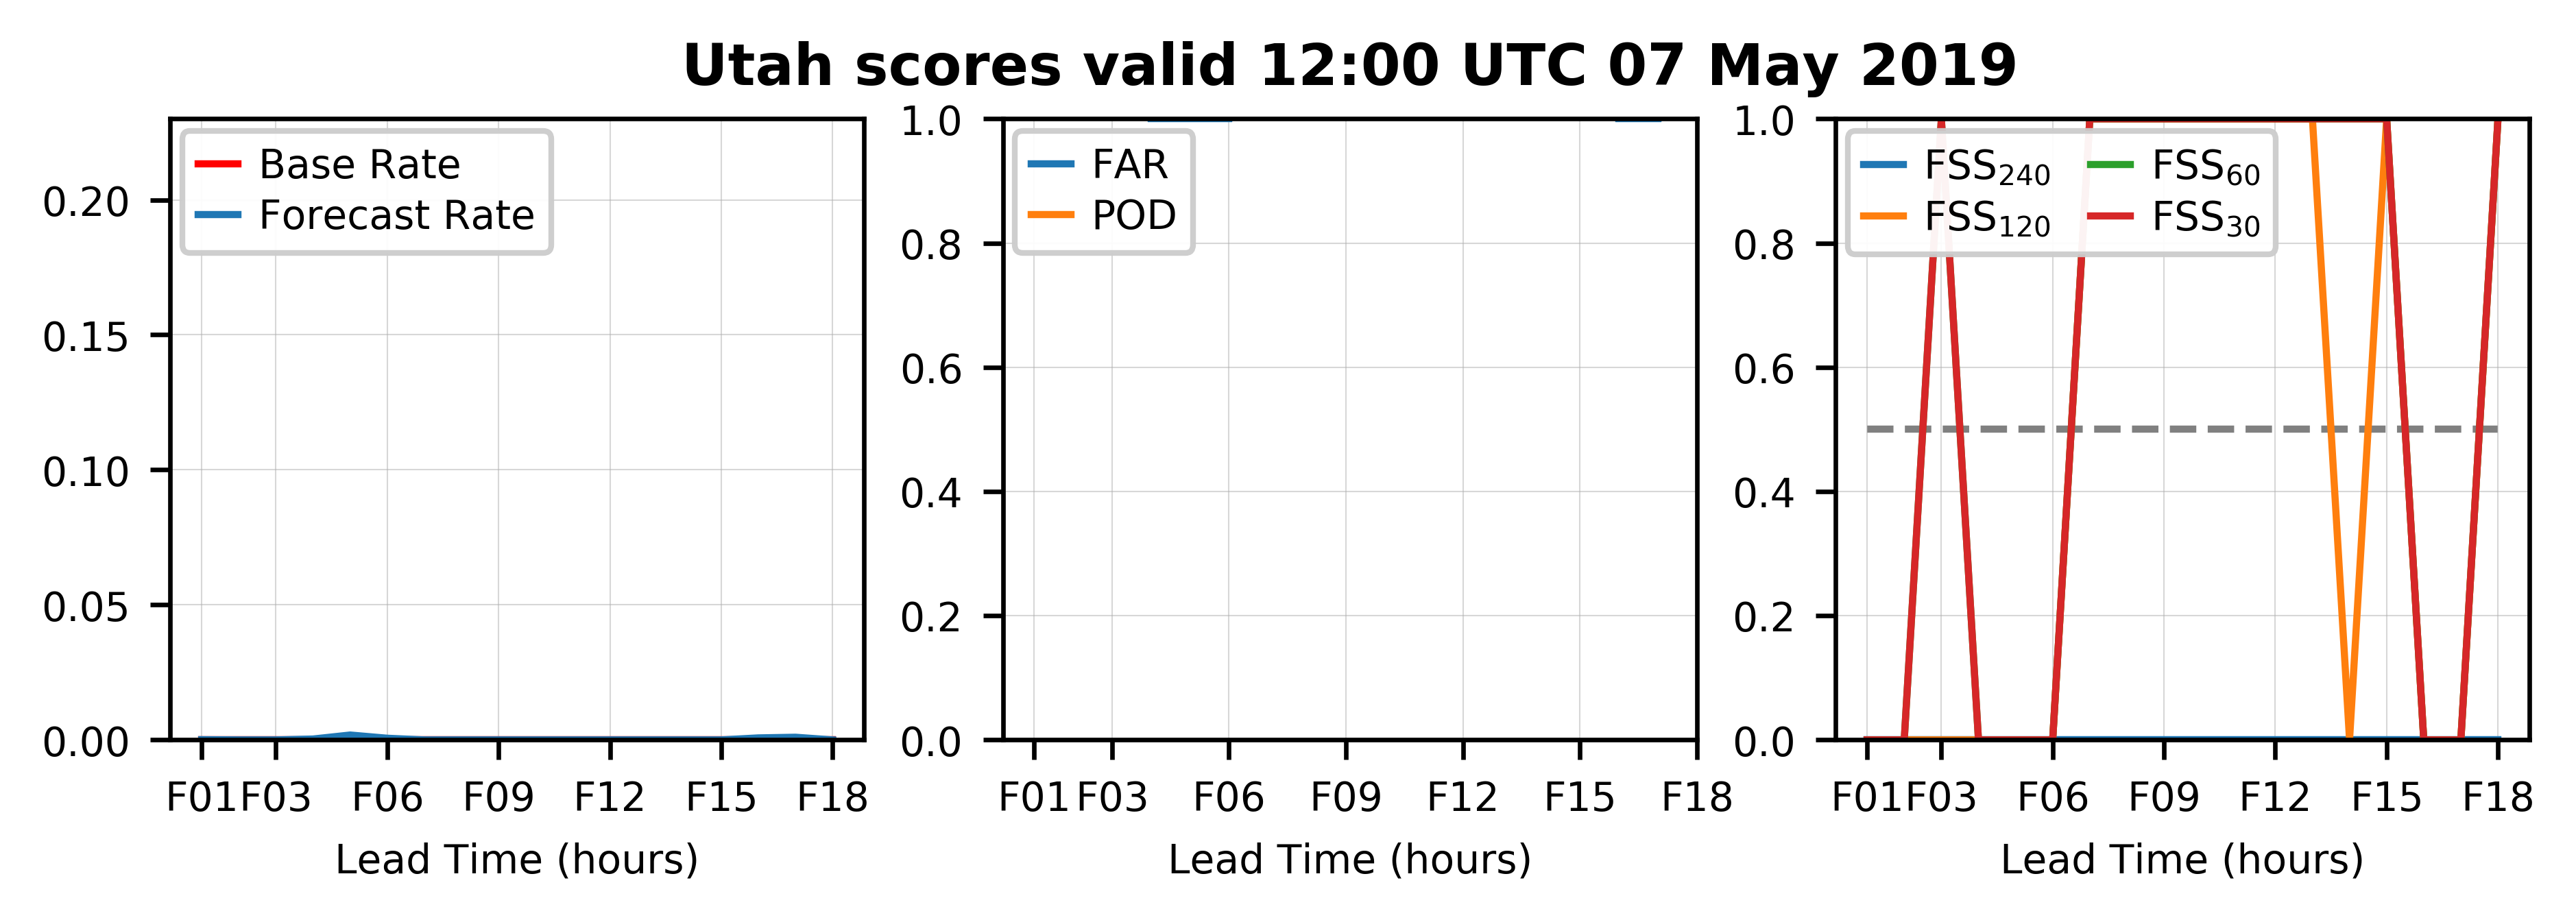 Utah scores valid 12:00 UTC 07 May 2019
Base Rate
Forecast Rate
0.20
0.15
0.10
0.05
0.00
F01 F03 F06 F09 F12 F15 F18
Lead Time (hours)
FAR
POD
1.0
0.8
0.6
0.4
0.2
0.0
F01 F03 F06 F09 F12 F15 F18
Lead Time (hours)
FSS240 FSS60
FSS120 FSS30
1.0
0.8
0.6
0.4
0.2
0.0
F01 F03 F06 F09 F12 F15 F18
Lead Time (hours)